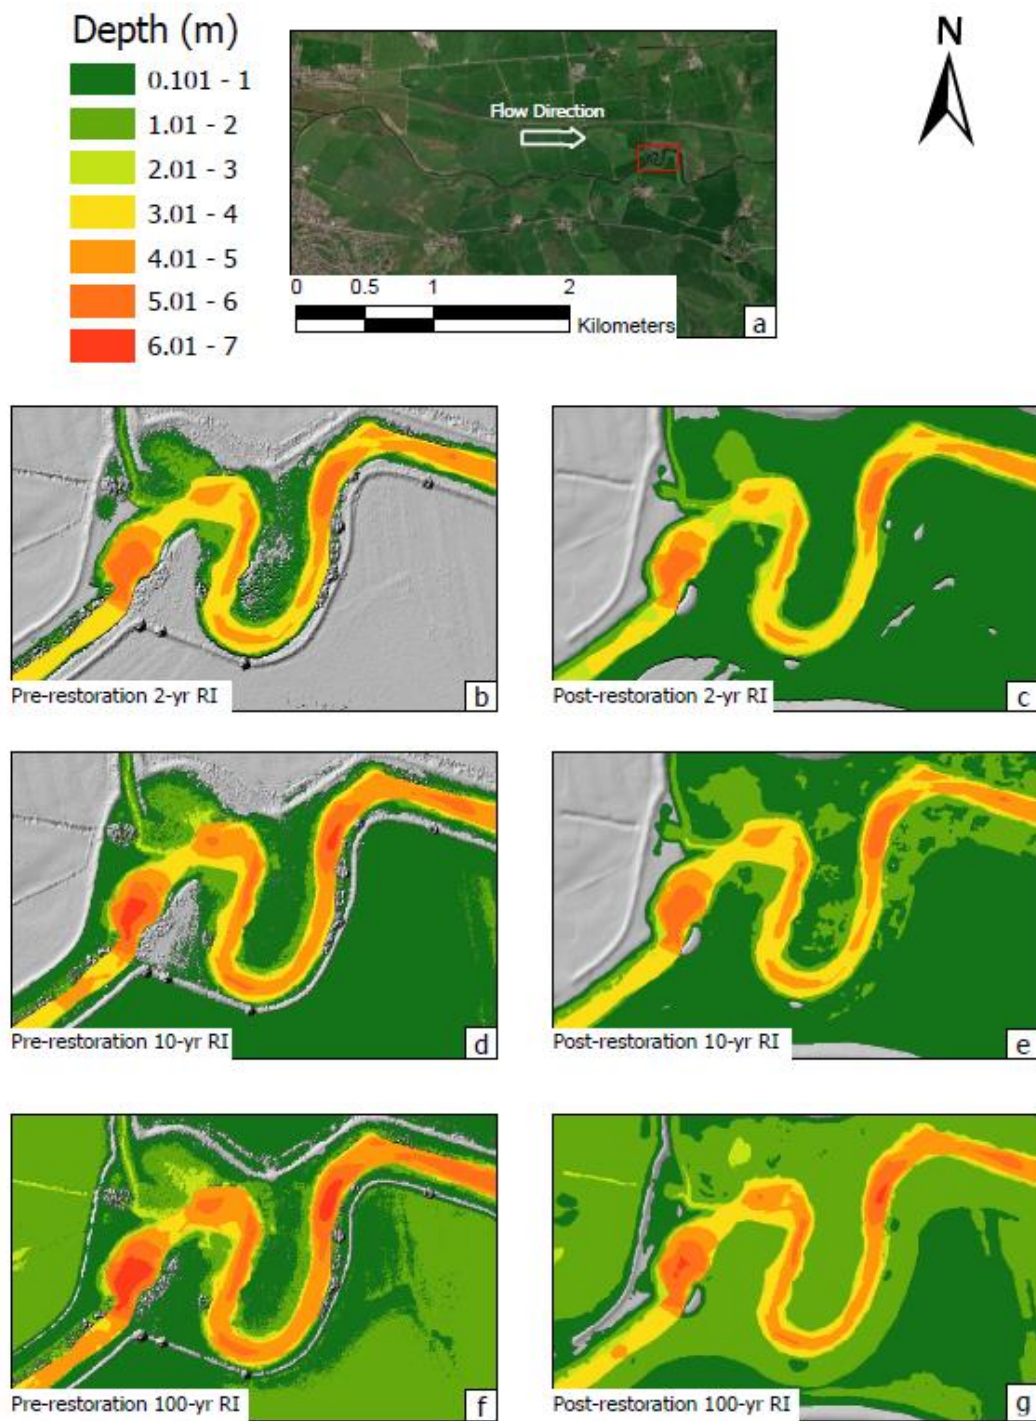 Depth (m)
0.101 - 1
1.01 - 2
2.01 - 3
3.01 - 4
4.01 - 5
5.01 - 6
6.01 - 7
Flow Direction
0 0.5 1 2
Kilometers
a
N
Pre-restoration 2-yr RI
b
Post-restoration 2-yr RI
c
Pre-restoration 10-yr RI
d
Post-restoration 10-yr RI
e
Pre-restoration 100-yr RI
f
Post-restoration 100-yr RI
g